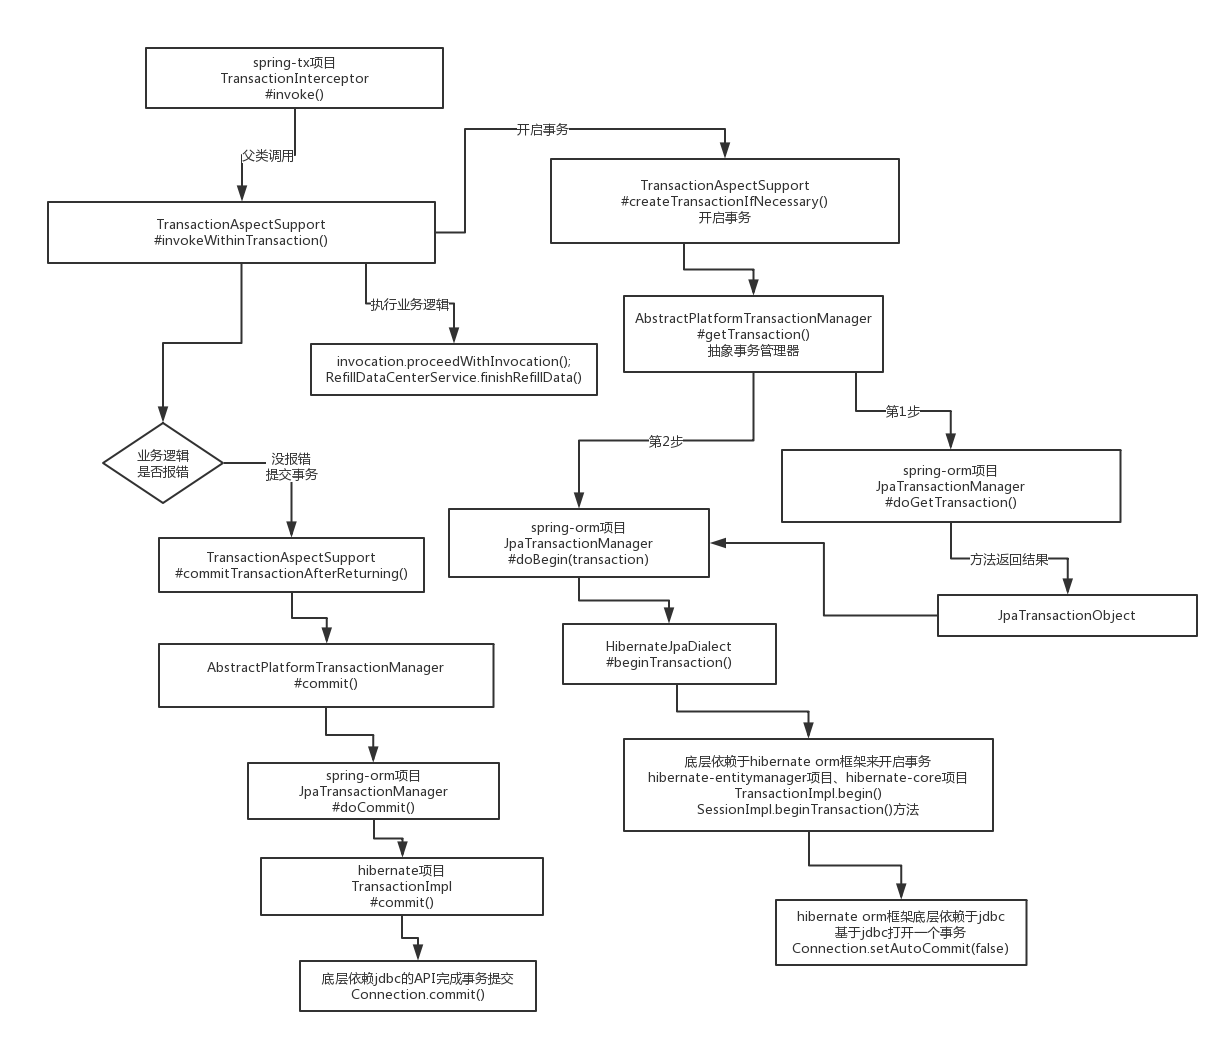 spring-tx项目
TransactionInterceptor
#invoke()
父类调用
TransactionAspectSupport
#invokeWithinTransaction()
开启事务
TransactionAspectSupport
#createTransactionIfNecessary()
开启事务
执行业务逻辑
invocation.proceedWithInvocation();
RefillDataCenterService.finishRefillData()
AbstractPlatformTransactionManager
#getTransaction()
抽象事务管理器
第1步
第2步
业务逻辑
是否报错
没报错
提交事务
spring-orm项目
JpaTransactionManager
#doGetTransaction()
方法返回结果
JpaTransactionObject
spring-orm项目
JpaTransactionManager
#doBegin(transaction)
TransactionAspectSupport
#commitTransactionAfterReturning()
HibernateJpaDialect
#beginTransaction()
AbstractPlatformTransactionManager
#commit()
底层依赖于hibernate orm框架来开启事务
hibernate-entitymanager项目、hibernate-core项目
TransactionImpl.begin()
SessionImpl.beginTransaction()方法
spring-orm项目
JpaTransactionManager
#doCommit()
hibernate项目
TransactionImpl
#commit()
hibernate orm框架底层依赖于jdbc
基于jdbc打开一个事务
Connection.setAutoCommit(false)
底层依赖jdbc的API完成事务提交
Connection.commit()